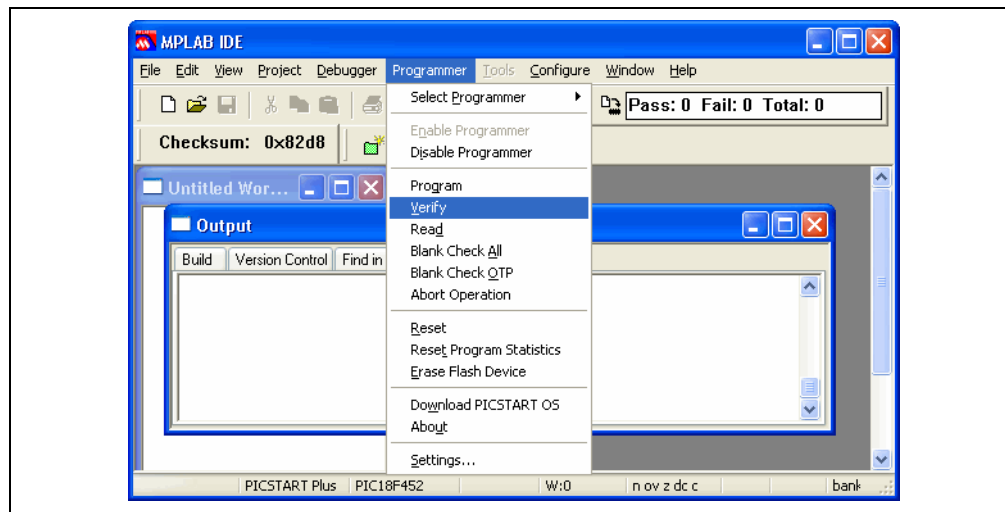 MPLAB IDE
File Edit View Project Debugger Programmer Tools Configure Window Help
Select Programmer
Pass: 0 Fail: 0 Total: 0
Enable Programmer
Checksum: 0x82d8
Disable Programmer
Untitled Wor...
Program
Verify
Output
Read
Build Version Control Find in
Blank Check All
Blank Check OTP
Abort Operation
Reset
Reset Program Statistics
Erase Flash Device
Download PICSTART OS
About
Settings...
PICSTART Plus PIC18F452 W:0 n ov z dc c bank